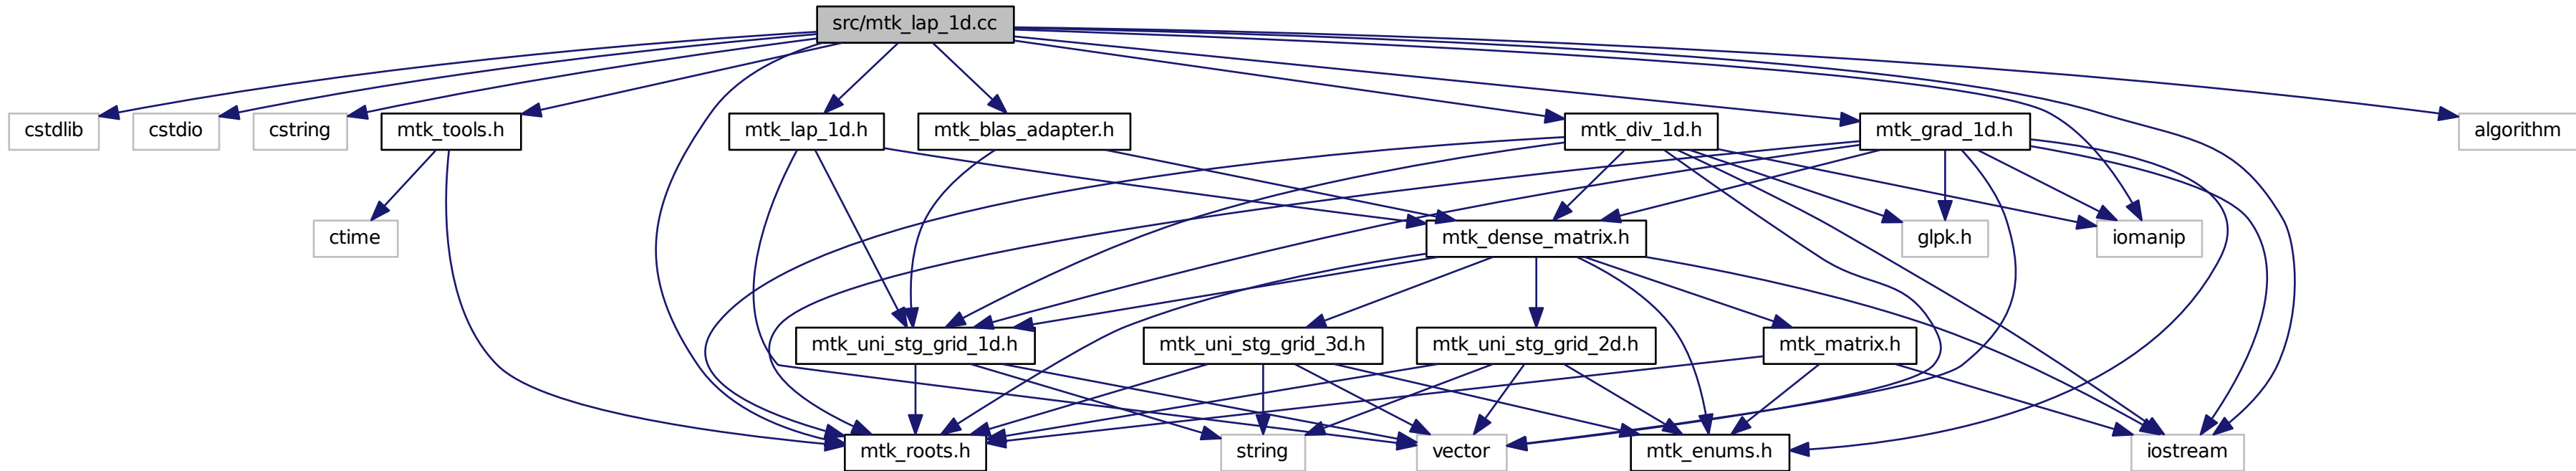 src/mtk_lap_1d.cc
cstdlib
cstdio
cstring
mtk_tools.h
mtk_lap_1d.h
mtk_blas_adapter.h
mtk_div_1d.h
mtk_grad_1d.h
algorithm
ctime
mtk_dense_matrix.h
glpk.h
iomanip
mtk_uni_stg_grid_1d.h
mtk_uni_stg_grid_3d.h
mtk_uni_stg_grid_2d.h
mtk_matrix.h
mtk_roots.h
string
vector
mtk_enums.h
iostream